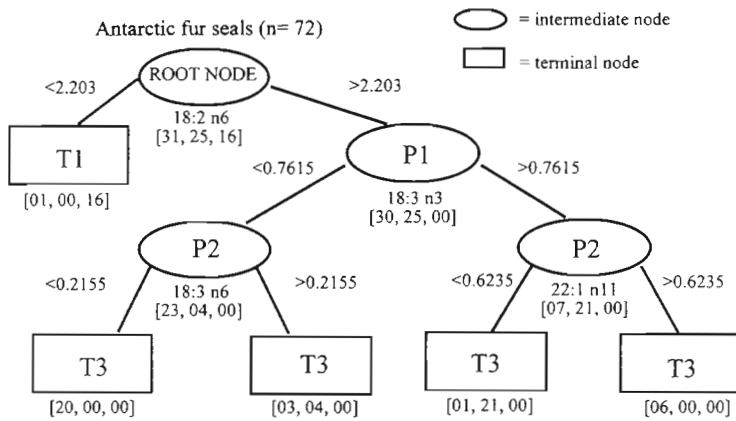 Antarctic fur seals (n= 72)
= intermediate node
= terminal node
ROOT NODE
<2.203
>2.203
18:2 n6
[31, 25, 16]
T1
[01, 00, 16]
P1
<0.7615
>0.7615
18:3 n3
[30, 25, 00]
P2
<0.2155
>0.2155
18:3 n6
[23, 04, 00]
P2
<0.6235
>0.6235
22:1 n11
[07, 21, 00]
T3
[20, 00, 00]
T3
[03, 04, 00]
T3
[01, 21, 00]
T3
[06, 00, 00]